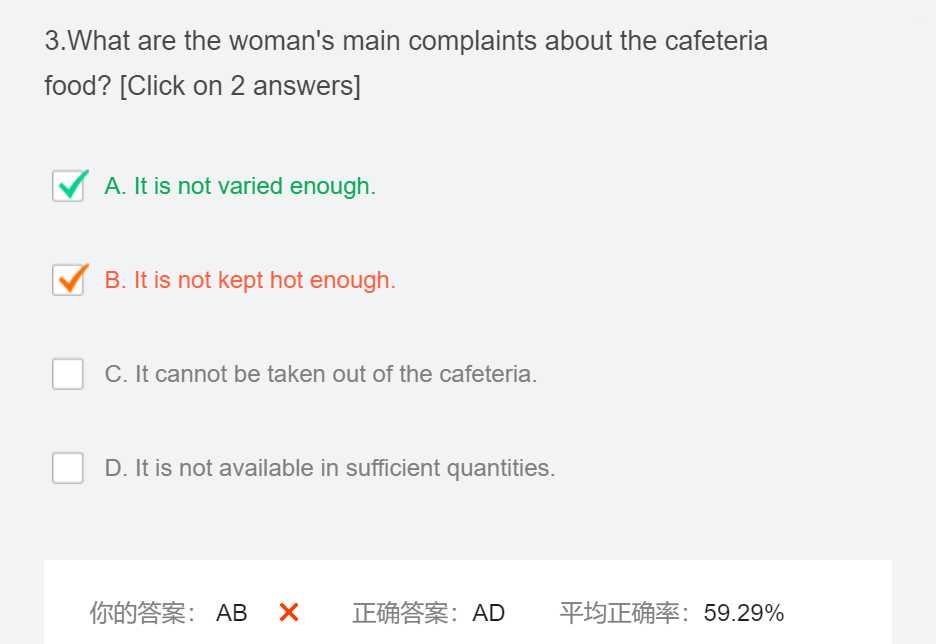 3.What are the woman's main complaints about the cafeteria
food? [Click on 2 answers]
A. It is not varied enough.
B. It is not kept hot enough.
C. It cannot be taken out of the cafeteria.
D. It is not available in sufficient quantities.
你的答案： AB 正确答案： AD 平均正确率： 59.29%